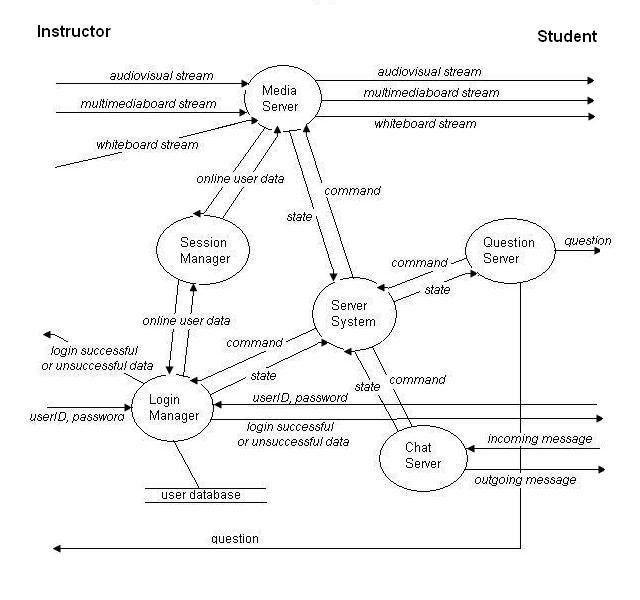 Instructor
Student
audiovisual stream
audiovisual stream
Media
Server
multimediaboard stream
multimediaboard stream
whiteboard stream
whiteboard stream
online user data
command
state
Session
Manager
Question
Server
question
command
state
Server
System
online user data
command
login successful
or unsuccessful data
state
state
command
Login
Manager
userID, password
userID, password
login successful
or unsuccessful data
Chat
Server
incoming message
outgoing message
user database
question